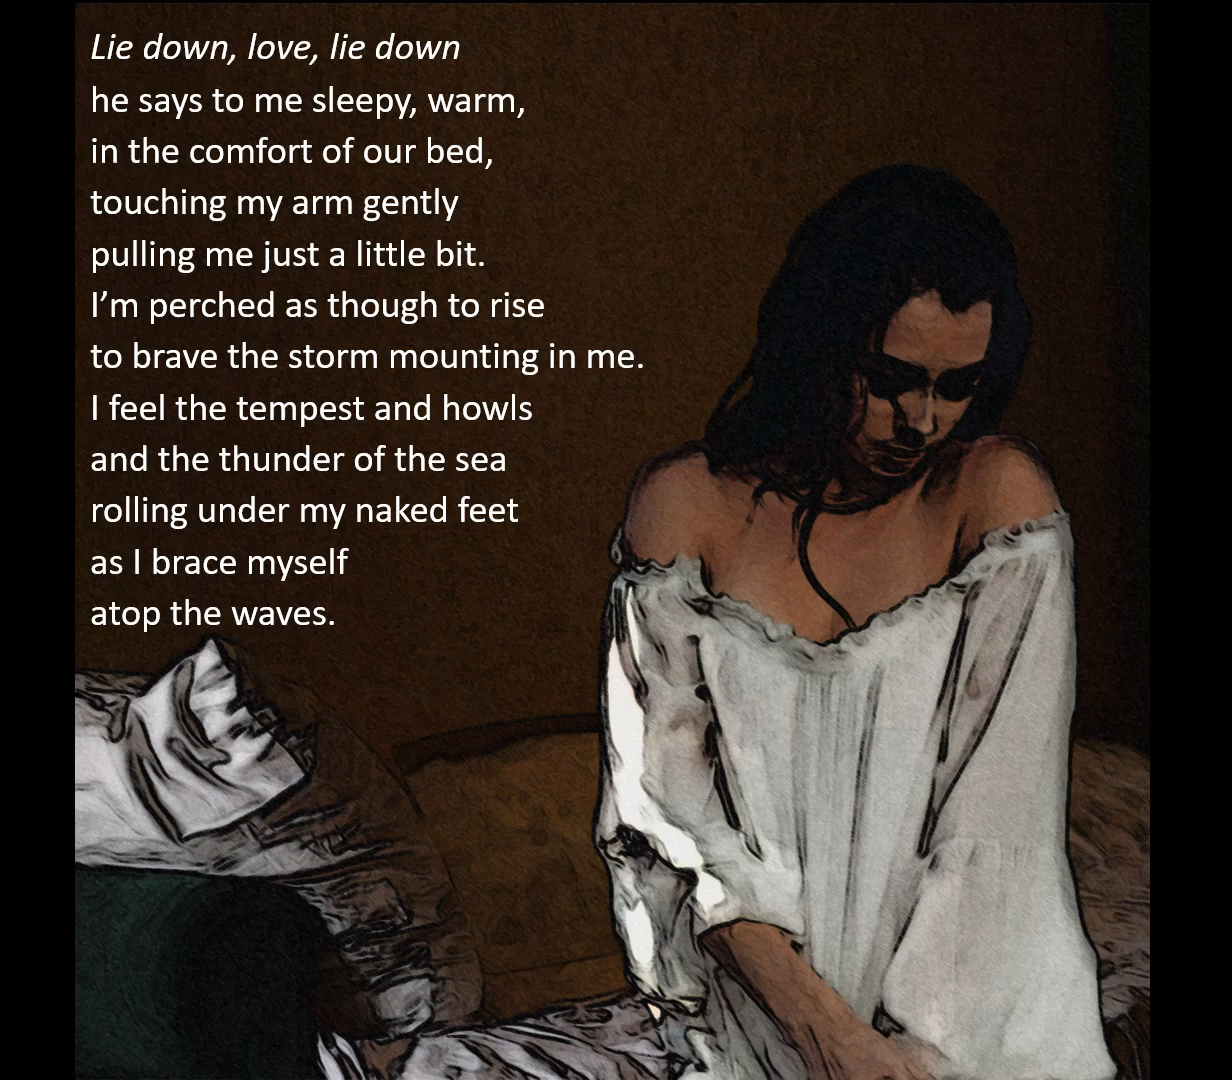 Lie down, love, lie down
he says to me sleepy, warm,
in the comfort of our bed,
touching my arm gently
pulling me just a little bit.
I’m perched as though to rise
to brave the storm mounting in me.
I feel the tempest and howls
and the thunder of the sea
rolling under my naked feet
as I brace myself
atop the waves.